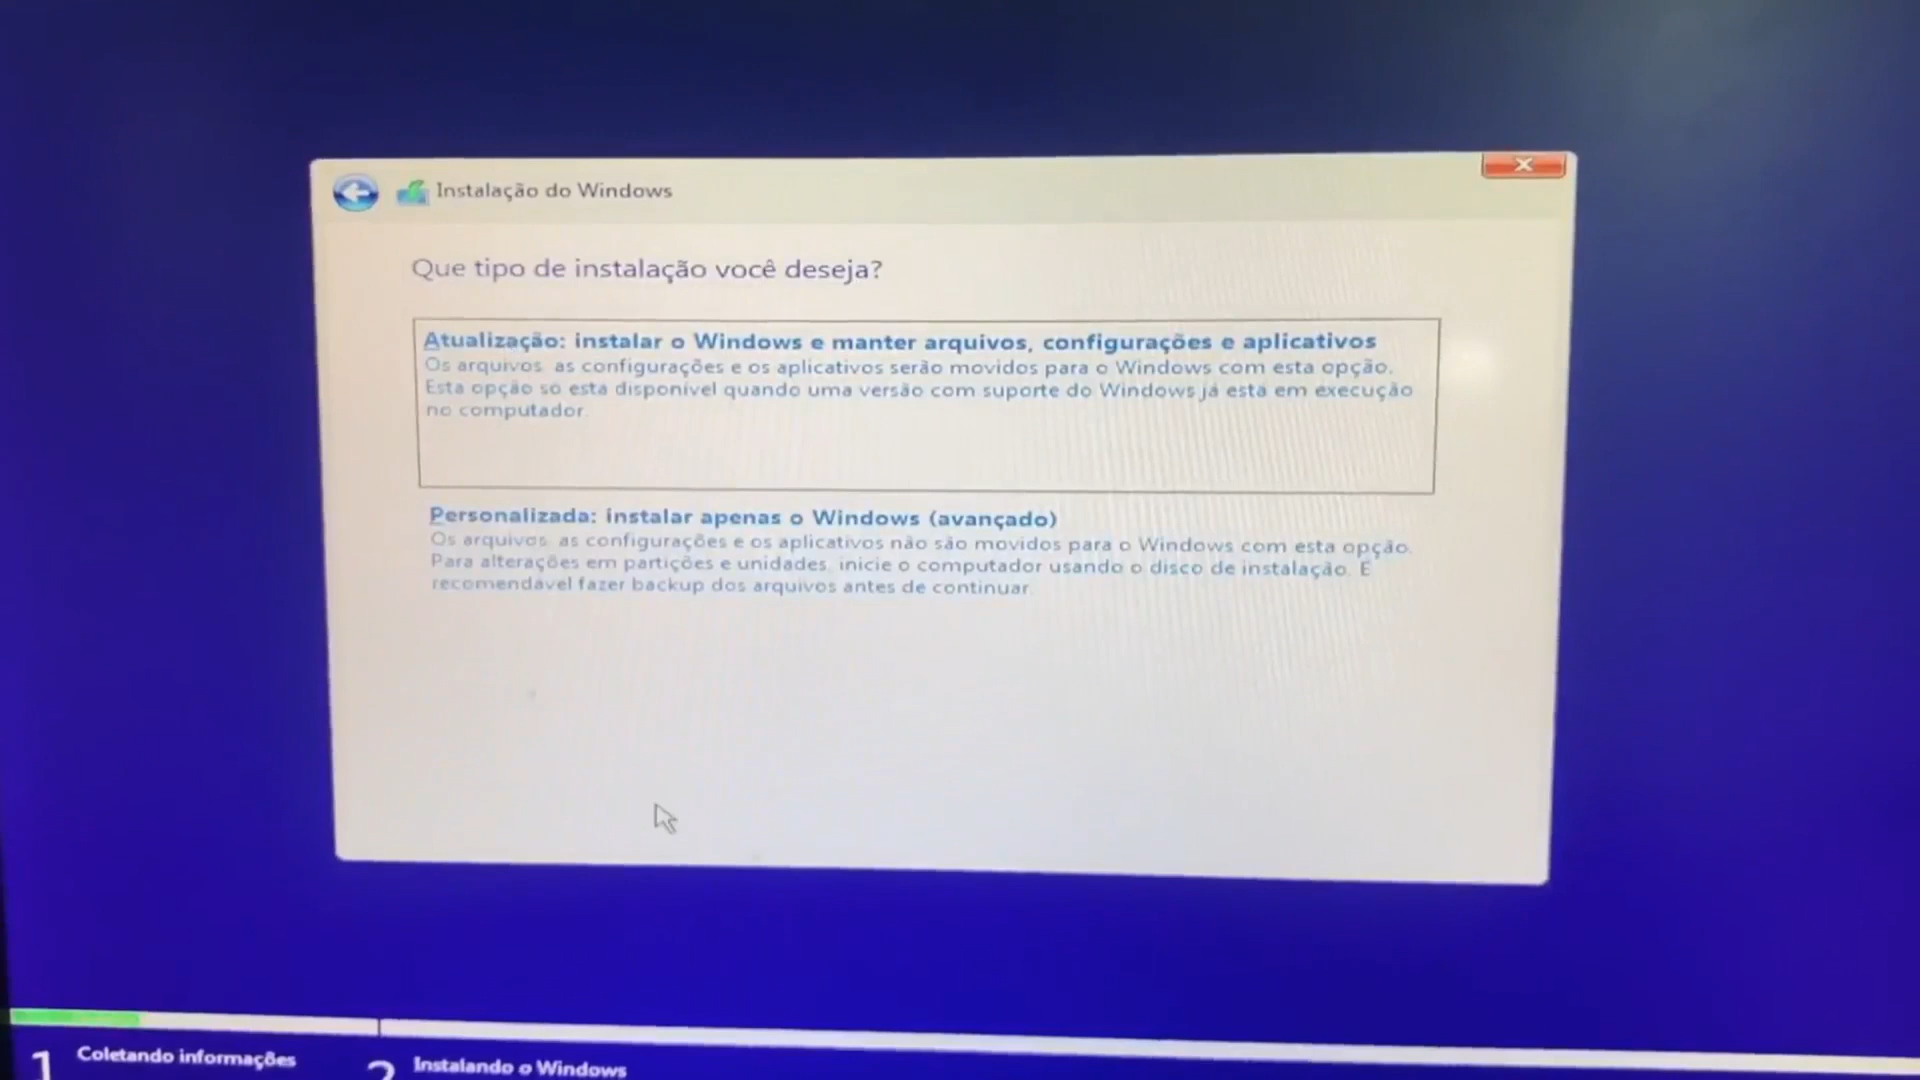 Instalação do Windows
Que tipo de instalação você deseja?
Atualização: instalar o Windows e manter arquivos, configurações e aplicativos
Os arquivos, as configurações e os aplicativos serão movidos para o Windows com esta opção.
Esta opção só está disponível quando uma versão com suporte do Windows já está em execução
no computador.
Personalizada: instalar apenas o Windows (avançado)
Os arquivos, as configurações e os aplicativos não são movidos para o Windows com esta opção.
Para alterações em partições e unidades, inicie o computador usando o disco de instalação. É
recomendável fazer backup dos arquivos antes de continuar.
1 Coletando informações
2 Instalando o Windows